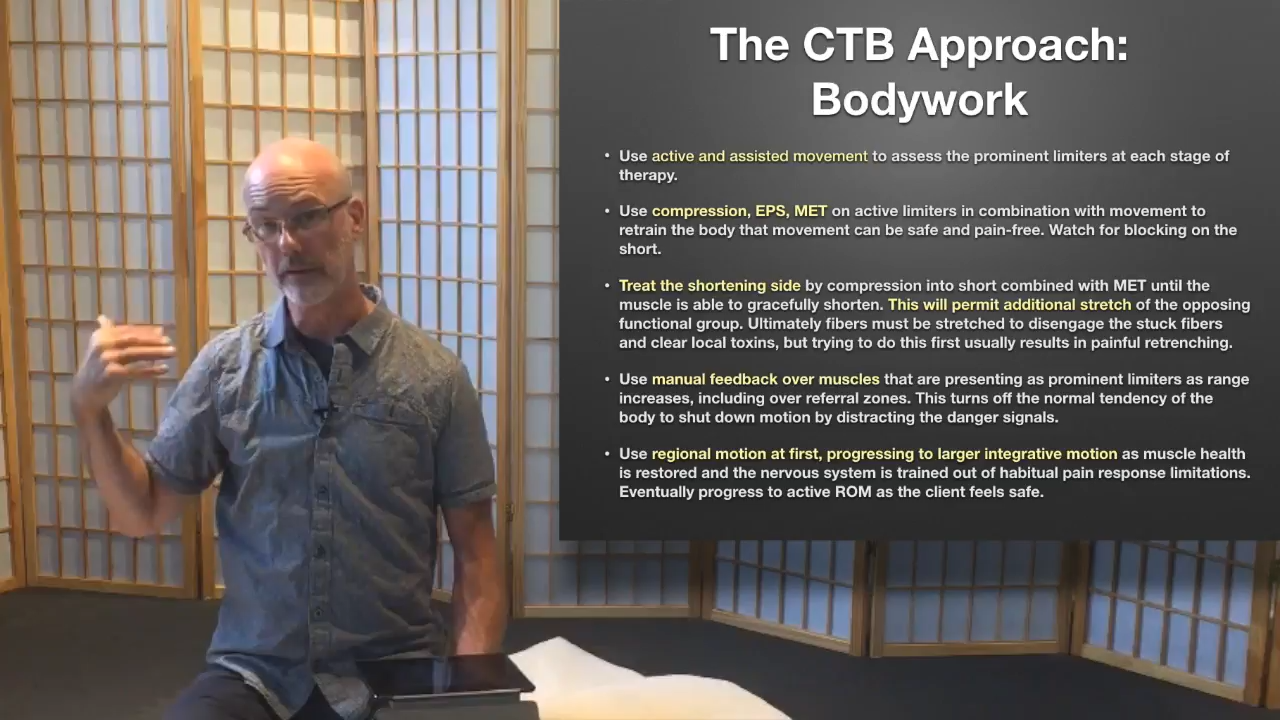 The CTB Approach:
Bodywork
• Use active and assisted movement to assess the prominent limiters at each stage of
therapy.
• Use compression, EPS, MET on active limiters in combination with movement to
retrain the body that movement can be safe and pain-free. Watch for blocking on the
short.
• Treat the shortening side by compression into short combined with MET until the
muscle is able to gracefully shorten. This will permit additional stretch of the opposing
functional group. Ultimately fibers must be stretched to disengage the stuck fibers
and clear local toxins, but trying to do this first usually results in painful retrenching.
• Use manual feedback over muscles that are presenting as prominent limiters as range
increases, including over referral zones. This turns off the normal tendency of the
body to shut down motion by distracting the danger signals.
• Use regional motion at first, progressing to larger integrative motion as muscle health
is restored and the nervous system is trained out of habitual pain response limitations.
Eventually progress to active ROM as the client feels safe.